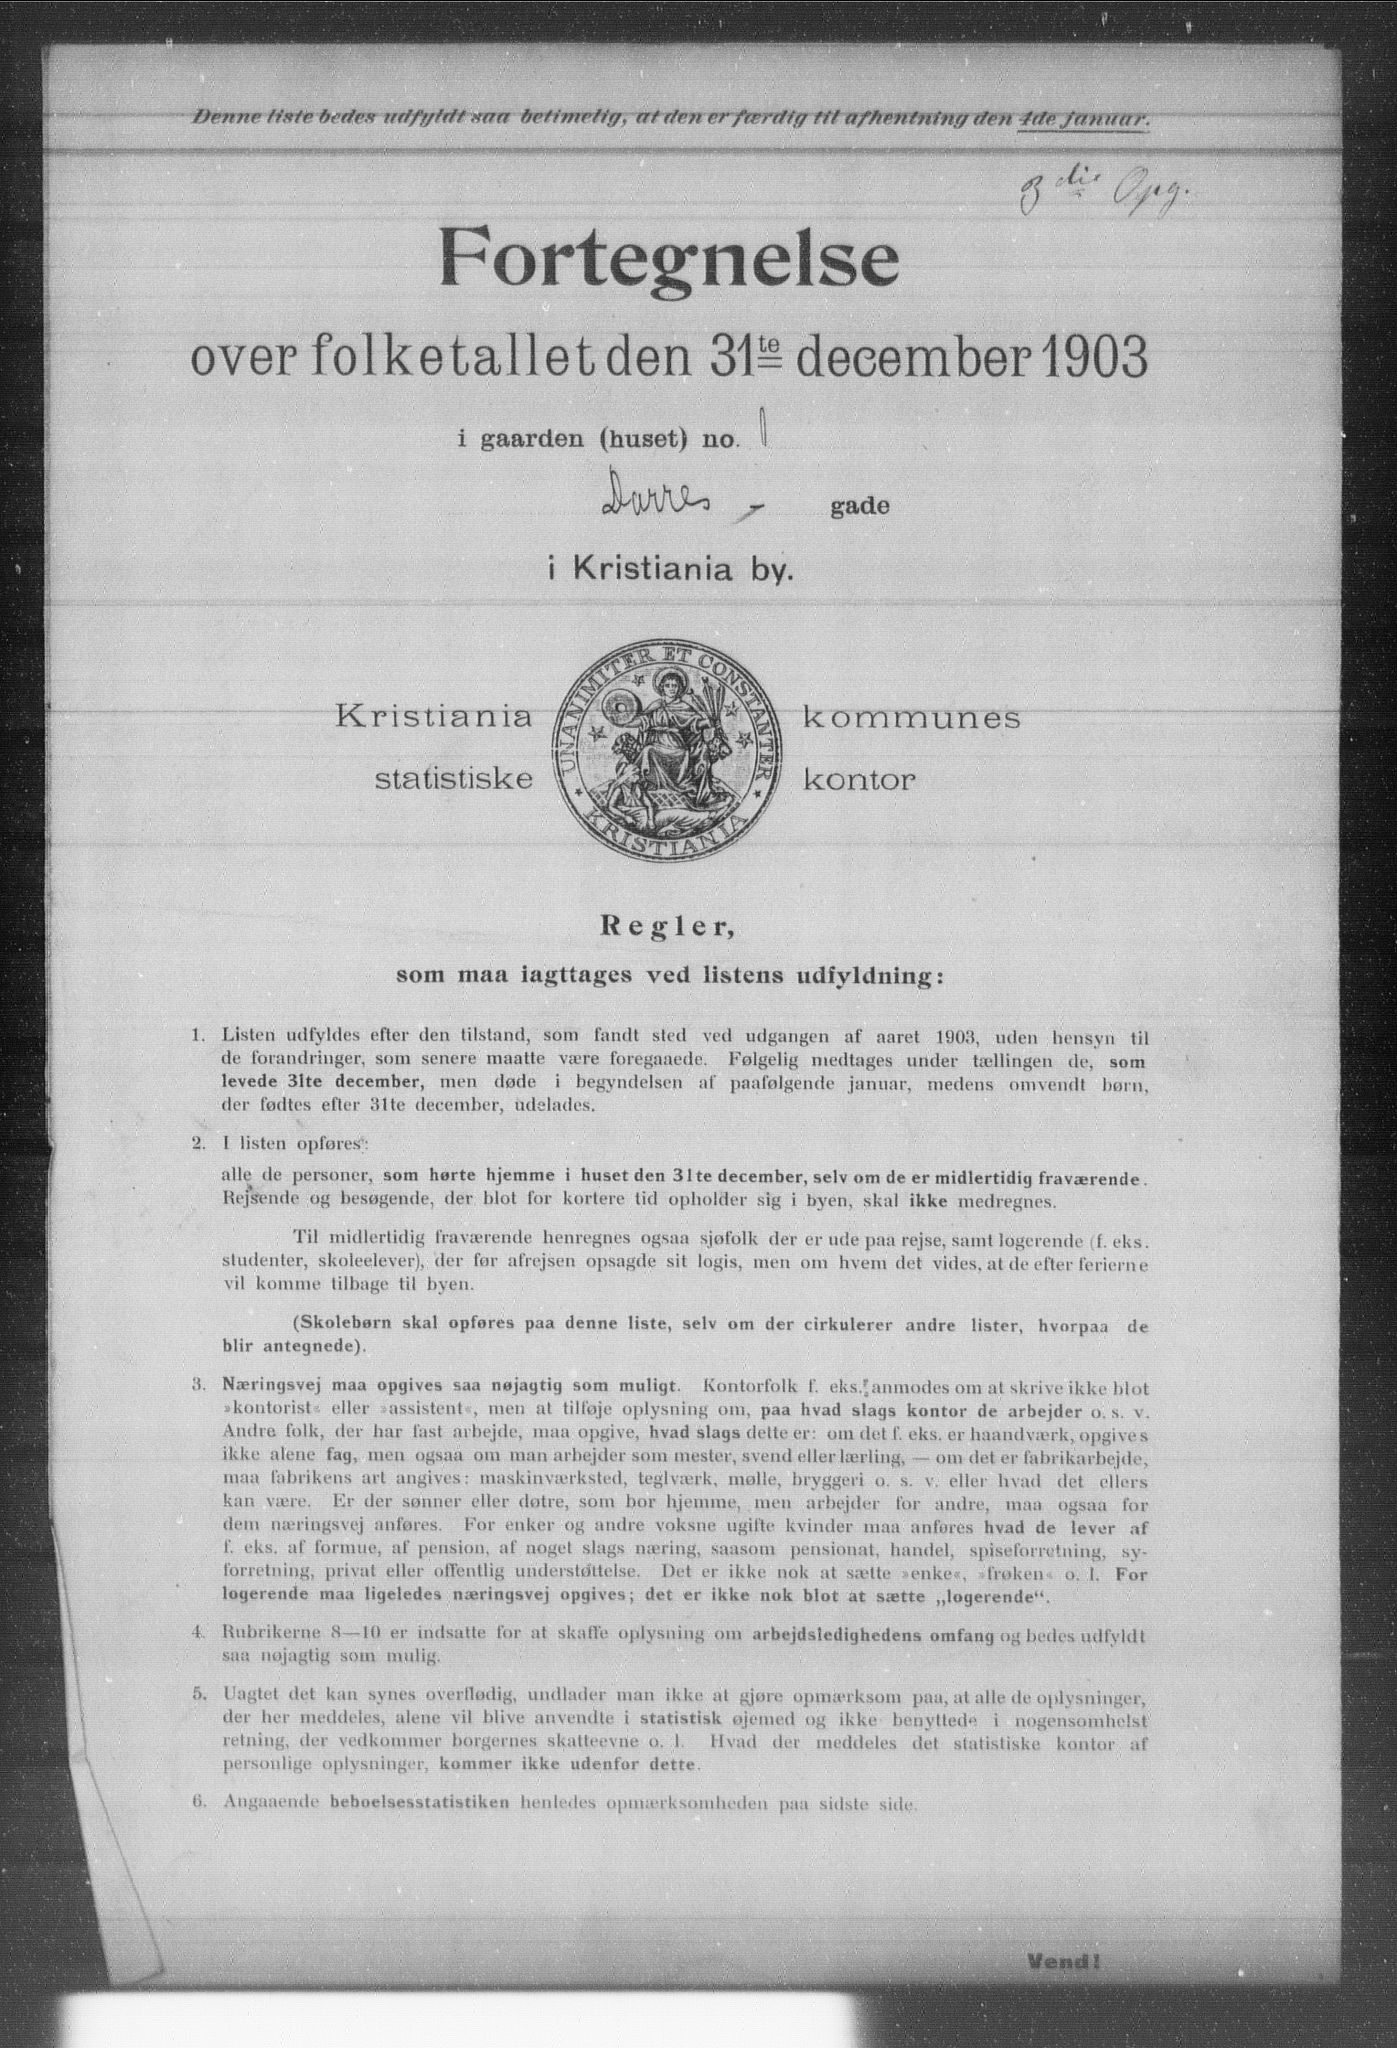 Denne liste bedes udfyldt saa betimelig, at den er færdig til afhentning den 4de januar.
3die Opg.
Fortegnelse
over folketallet den 31te december 1903
i gaarden (huset) no. 1
Darres - gade
i Kristiania by.
Kristiania kommunes
statistiske kontor
UNANIMITER ET CONSTANTER
KRISTIANIA
Regler,
som maa iagttages ved listens udfyldning:
1. Listen udfyldes efter den tilstand, som fandt sted ved udgangen af aaret 1903, uden hensyn til
de forandringer, som senere maatte være foregaaede. Følgelig medtages under tællingen de, som
levede 31te december, men døde i begyndelsen af paafølgende januar, medens omvendt børn,
der fødtes efter 31te december, udelades.
2. I listen opføres:
alle de personer, som hørte hjemme i huset den 31te december, selv om de er midlertidig fraværende.
Rejsende og besøgende, der blot for kortere tid opholder sig i byen, skal ikke medregnes.
Til midlertidig fraværende henregnes ogsaa sjøfolk der er ude paa rejse, samt logerende (f. eks.
studenter, skoleelever), der før afrejsen opsagde sit logis, men om hvem det vides, at de efter ferierne
vil komme tilbage til byen.
(Skolebørn skal opføres paa denne liste, selv om der cirkulerer andre lister, hvorpaa de
blir antegnede).
3. Næringsvej maa opgives saa nøjagtig som muligt. Kontorfolk f. eks. anmodes om at skrive ikke blot
»kontorist« eller »assistent«, men at tilføje oplysning om, paa hvad slags kontor de arbejder o. s. v.
Andre folk, der har fast arbejde, maa opgive, hvad slags dette er: om det f. eks. er haandværk, opgives
ikke alene fag, men ogsaa om man arbejder som mester, svend eller lærling, — om det er fabrikarbejde,
maa fabrikens art angives: maskinværksted, teglværk, mølle, bryggeri o. s. v. eller hvad det ellers
kan være. Er der sønner eller døtre, som bor hjemme, men arbejder for andre, maa ogsaa for
dem næringsvej anføres. For enker og andre voksne ugifte kvinder maa anføres hvad de lever af
f. eks. af formue, af pension, af noget slags næring, saasom pensionat, handel, spiseforretning, sy-
forretning, privat eller offentlig understøttelse. Det er ikke nok at sætte »enke«, »frøken« o. l. For
logerende maa ligeledes næringsvej opgives; det er ikke nok blot at sætte „logerende“.
4. Rubrikerne 8—10 er indsatte for at skaffe oplysning om arbejdsledighedens omfang og bedes udfyldt
saa nøjagtig som mulig.
5. Uagtet det kan synes overflødig, undlader man ikke at gjøre opmærksom paa, at alle de oplysninger,
der her meddeles, alene vil blive anvendte i statistisk øjemed og ikke benyttede i nogensomhelst
retning, der vedkommer borgernes skatteevne o. l. Hvad der meddeles det statistiske kontor af
personlige oplysninger, kommer ikke udenfor dette.
6. Angaaende beboelsesstatistiken henledes opmærksomheden paa sidste side.
Vend!